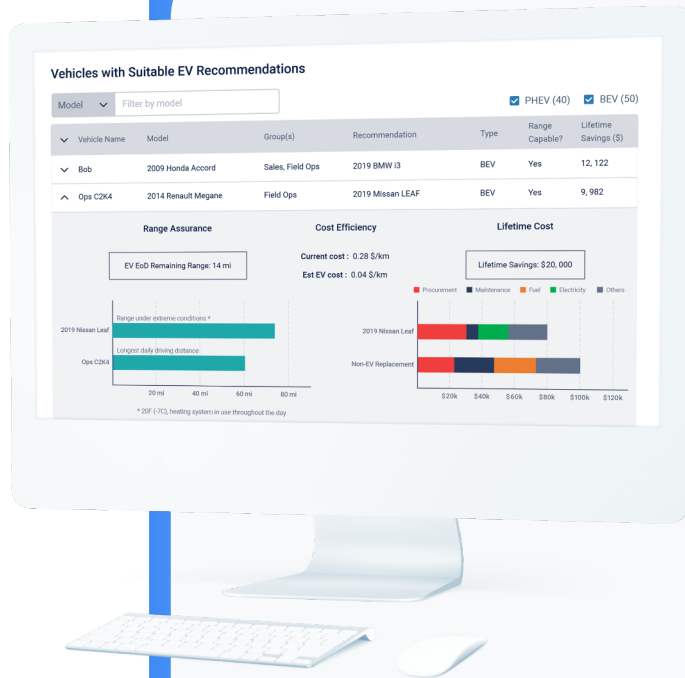 Vehicles with Suitable EV Recommendations
Model Filter by model PHEV (40) BEV (50)
Vehicle Name Model Group(s) Recommendation Type Range Capable? Lifetime Savings ($)
Bob 2009 Honda Accord Sales, Field Ops 2019 BMW i3 BEV Yes 12, 122
Ops C2K4 2014 Renault Megane Field Ops 2019 Missan LEAF BEV Yes 9, 982
Range Assurance Cost Efficiency Lifetime Cost
EV EoD Remaining Range: 14 mi
Current cost : 0.28 $/km
Est EV cost : 0.04 $/km
Lifetime Savings: $20, 000
Procurement Maintenance Fuel Electricity Others
Range under extreme conditions *
2019 Nissan Leaf
Longest daily driving distance
Ops C2K4
20 mi 40 mi 60 mi 80 mi
* 20F (-7C), heating system in use throughout the day
2019 Nissan Leaf
Non-EV Replacement
$20k $40k $60k $80k $100k $120k